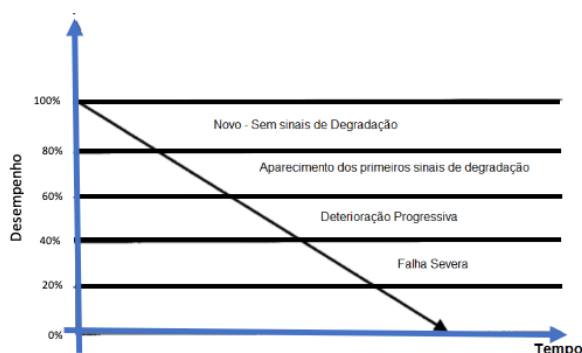 100%
Novo - Sem sinais de Degradação
80%
Aparecimento dos primeiros sinais de degradação
60%
Deterioração Progressiva
40%
Falha Severa
20%
0%
Desempenho
Tempo